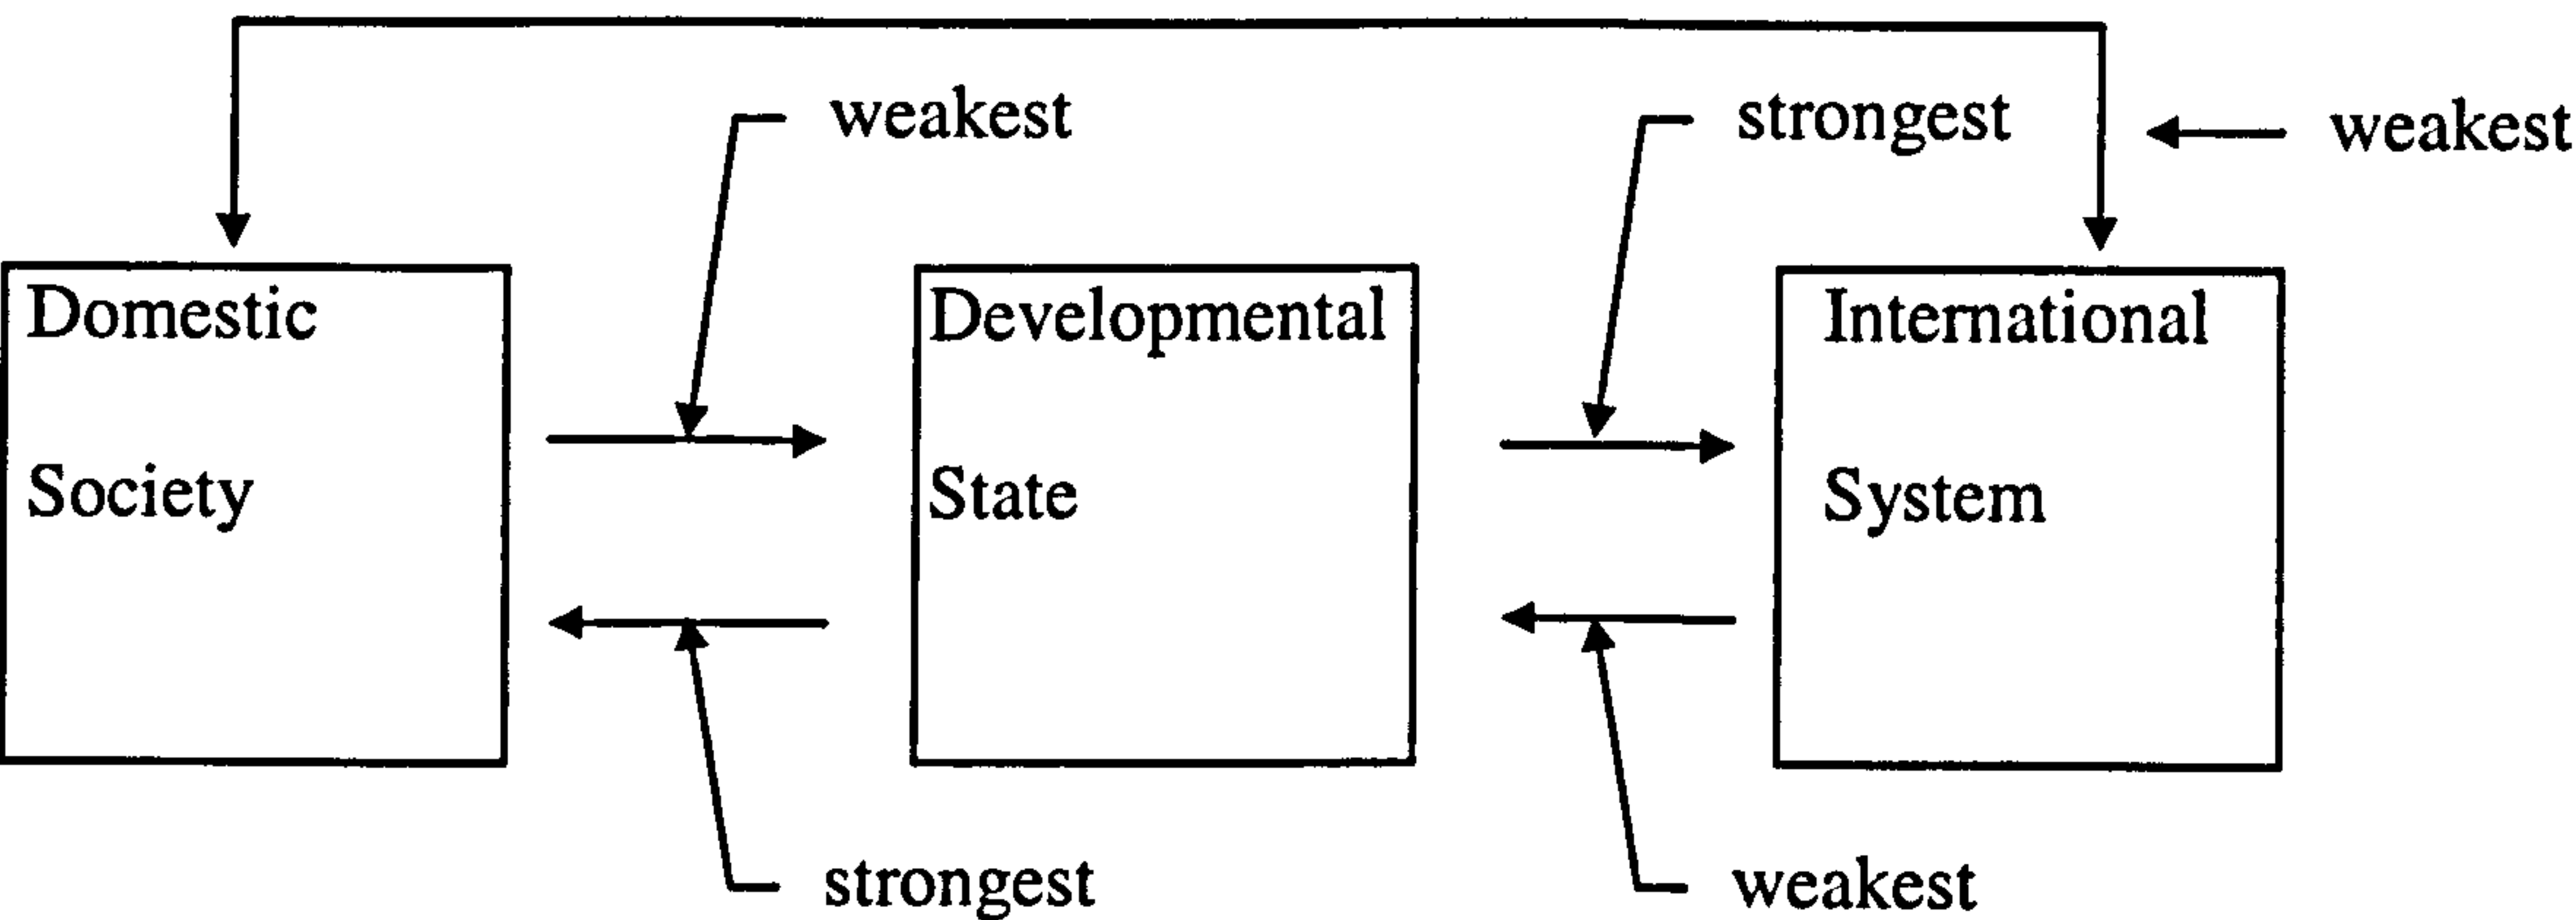 weakest
strongest
weakest
Domestic
Society
Developmental
State
International
System
strongest
weakest